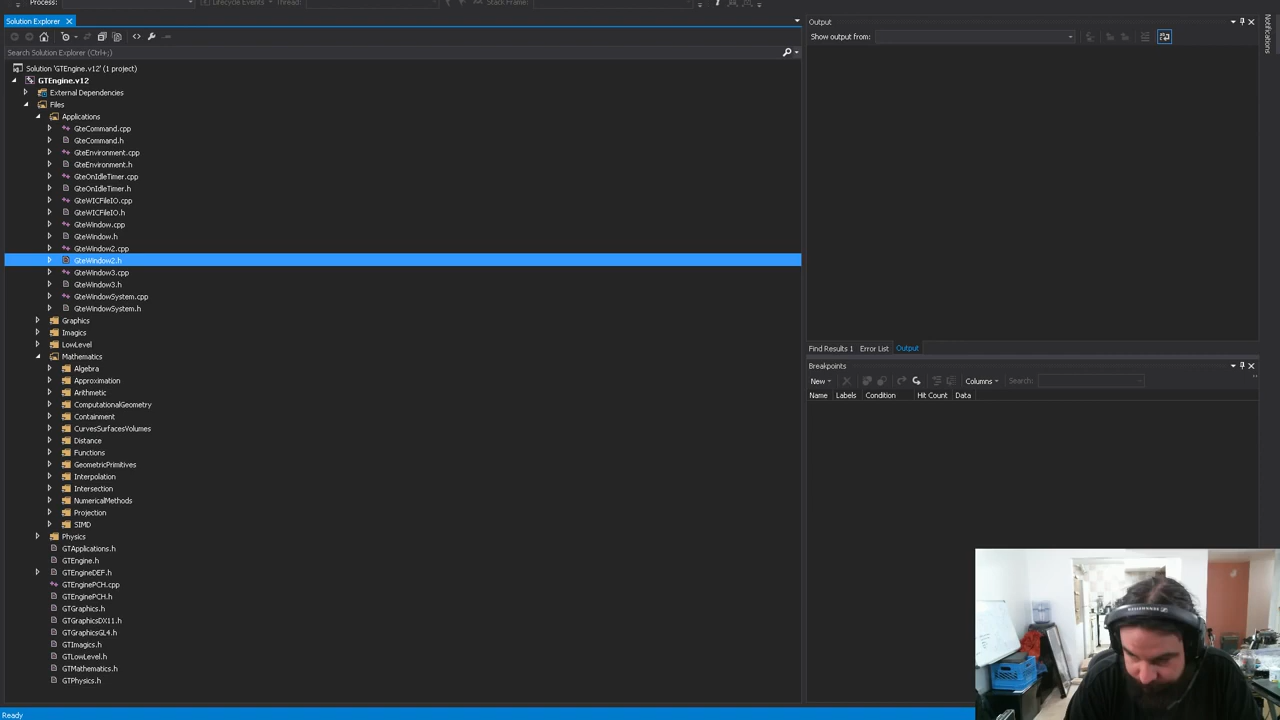 Process:
Lifecycle Events
Thread:
Stack Frame:
Solution Explorer
Search Solution Explorer (Ctrl+;)
Solution 'GTEngine.v12' (1 project)
GTEngine.v12
External Dependencies
Files
Applications
GteCommand.cpp
GteCommand.h
GteEnvironment.cpp
GteEnvironment.h
GteOnIdleTimer.cpp
GteOnIdleTimer.h
GteWICFileIO.cpp
GteWICFileIO.h
GteWindow.cpp
GteWindow.h
GteWindow2.cpp
GteWindow2.h
GteWindow3.cpp
GteWindow3.h
GteWindowSystem.cpp
GteWindowSystem.h
Graphics
Imagics
LowLevel
Mathematics
Algebra
Approximation
Arithmetic
ComputationalGeometry
Containment
CurvesSurfacesVolumes
Distance
Functions
GeometricPrimitives
Interpolation
Intersection
NumericalMethods
Projection
SIMD
Physics
GTApplications.h
GTEngine.h
GTEngineDEF.h
GTEnginePCH.cpp
GTEnginePCH.h
GTGraphics.h
GTGraphicsDX11.h
GTGraphicsGL4.h
GTImagics.h
GTLowLevel.h
GTMathematics.h
GTPhysics.h
Ready
Output
Show output from:
Find Results 1 Error List Output
Breakpoints
New Columns Search:
Name Labels Condition Hit Count Data
Notifications